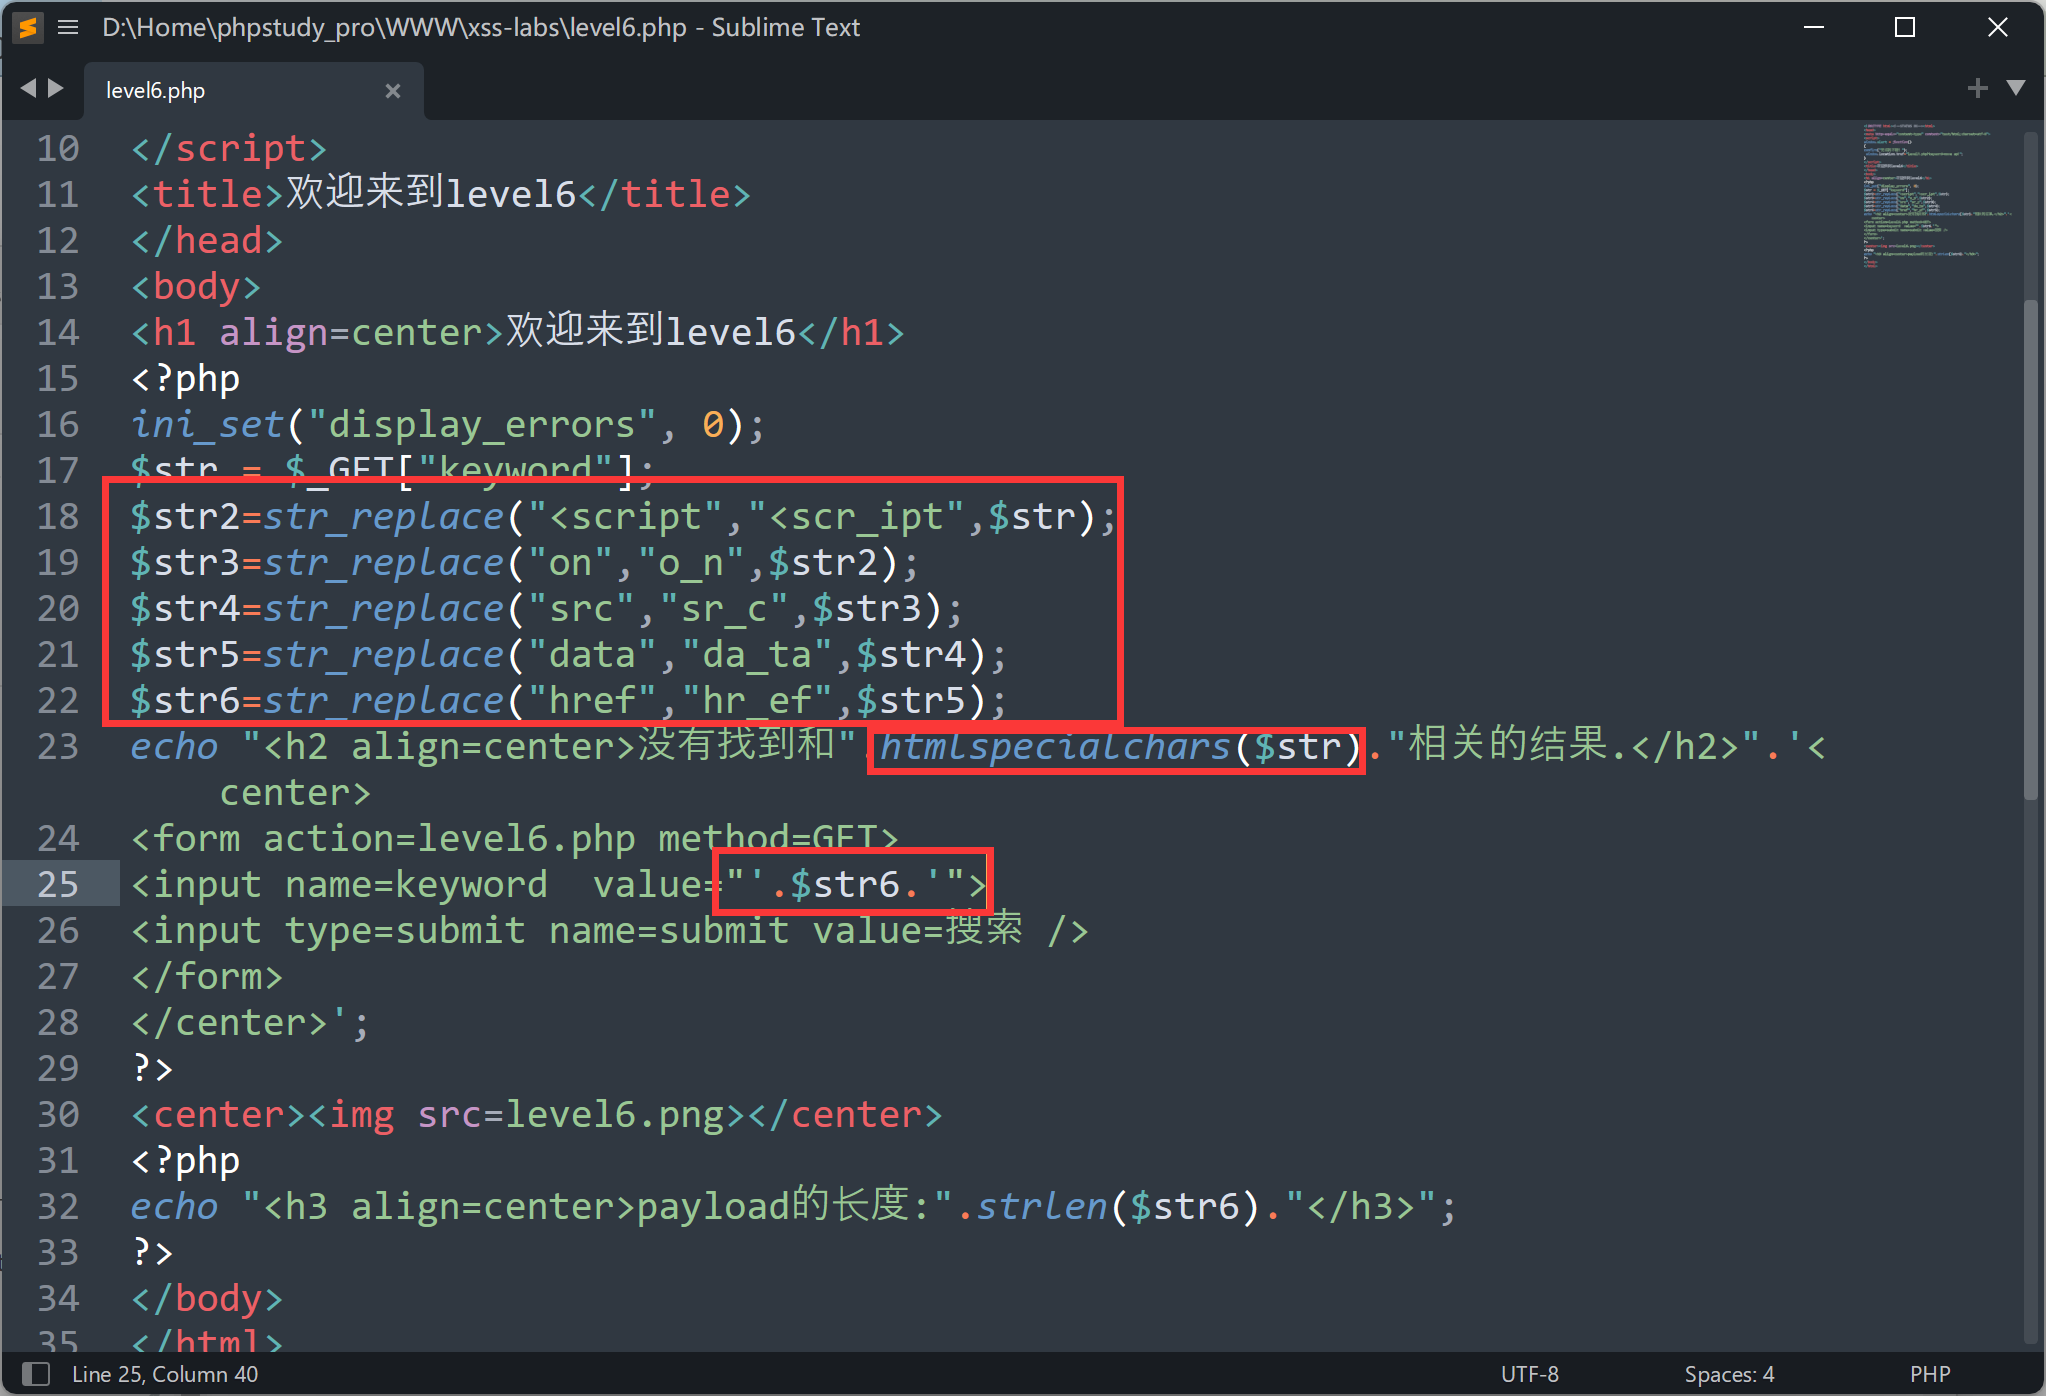 D:\Home\phpstudy_pro\WWW\xss-labs\level6.php - Sublime Text
level6.php
10 </script>
11 <title>欢迎来到level6</title>
12 </head>
13 <body>
14 <h1 align=center>欢迎来到level6</h1>
15 <?php
16 ini_set("display_errors", 0);
17 $str = $_GET["keyword"];
18 $str2=str_replace("<script","<scr_ipt",$str);
19 $str3=str_replace("on","o_n",$str2);
20 $str4=str_replace("src","sr_c",$str3);
21 $str5=str_replace("data","da_ta",$str4);
22 $str6=str_replace("href","hr_ef",$str5);
23 echo "<h2 align=center>没有找到和".htmlspecialchars($str)."相关的结果.</h2>".'<
center>
24 <form action=level6.php method=GET>
25 <input name=keyword  value="'.$str6.'">
26 <input type=submit name=submit value=搜索 />
27 </form>
28 </center>';
29 ?>
30 <center><img src=level6.png></center>
31 <?php
32 echo "<h3 align=center>payload的长度:".strlen($str6)."</h3>";
33 ?>
34 </body>
35 </html>
Line 25, Column 40
UTF-8
Spaces: 4
PHP